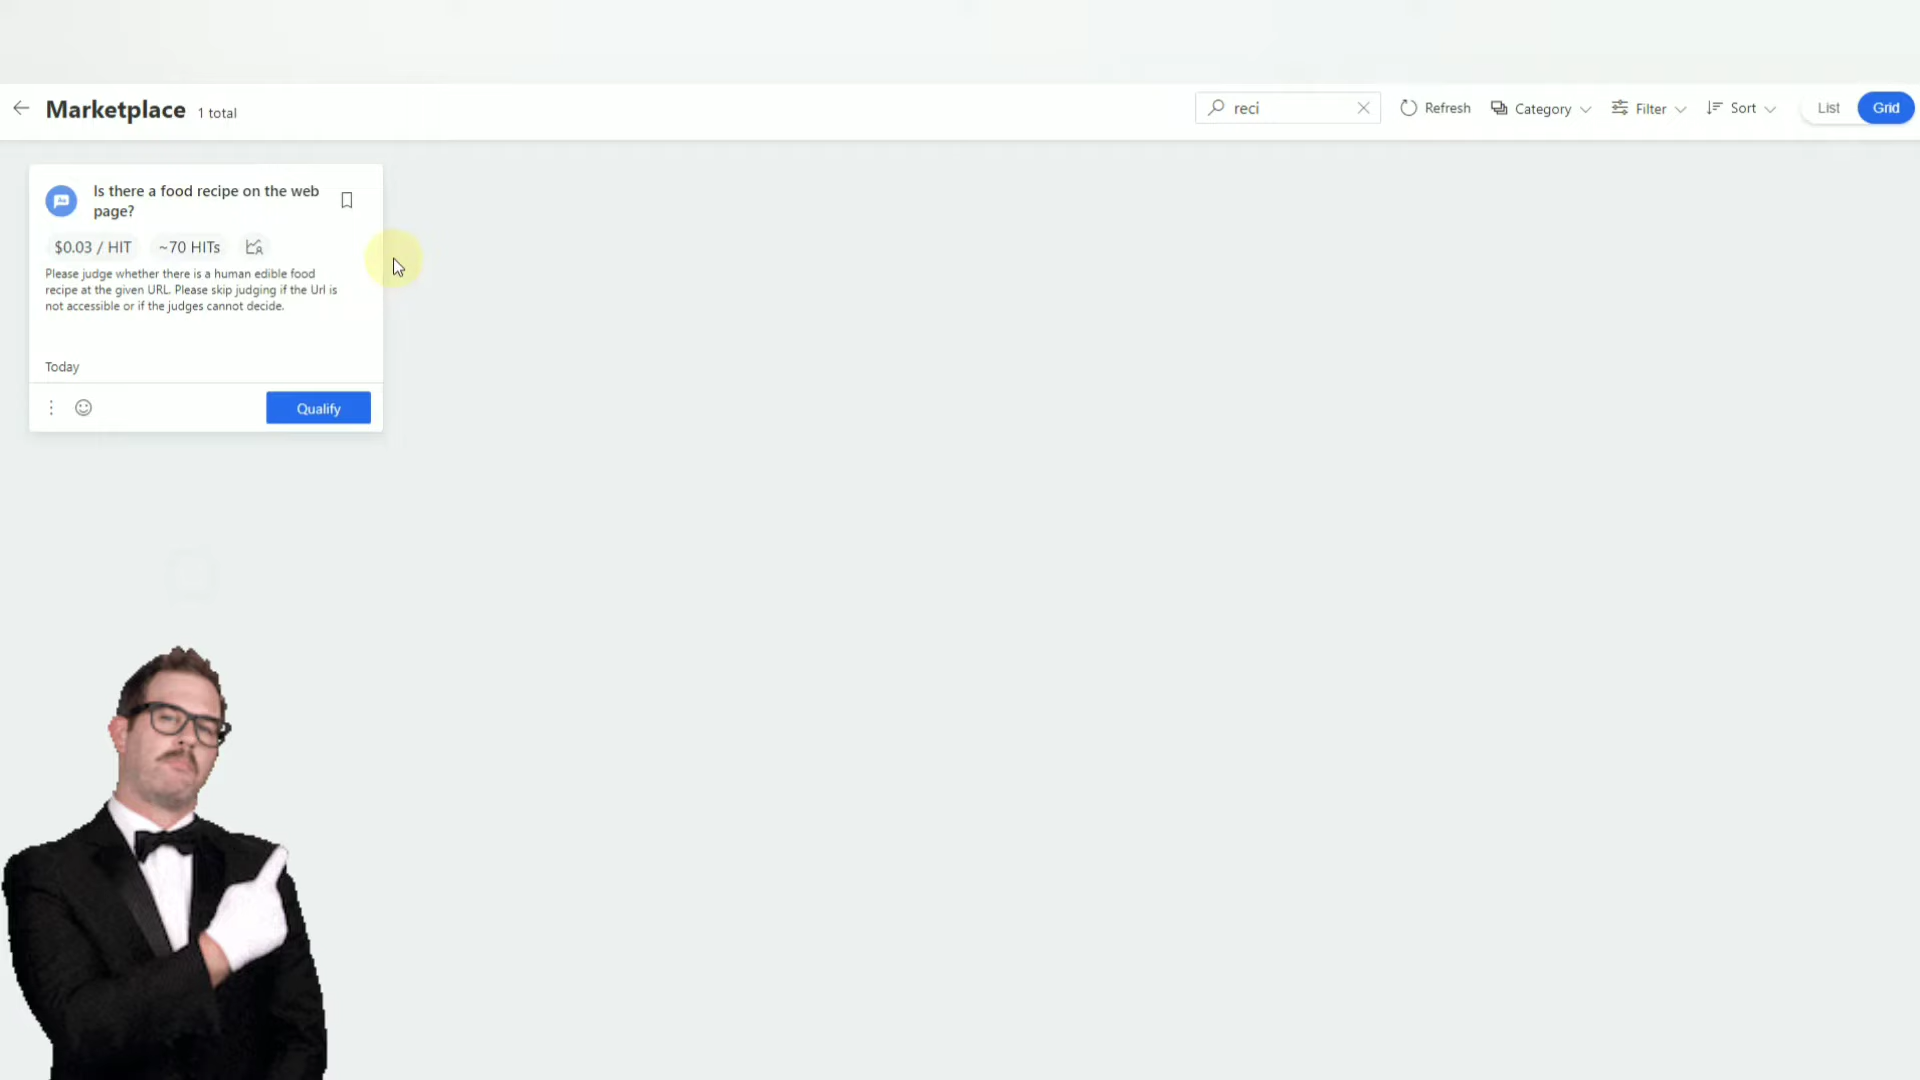 Marketplace 1 total
reci
Refresh
Category
Filter
Sort
List
Grid
Is there a food recipe on the web
page?
$0.03 / HIT
~70 HITs
Please judge whether there is a human edible food
recipe at the given URL. Please skip judging if the Url is
not accessible or if the judges cannot decide.
Today
Qualify